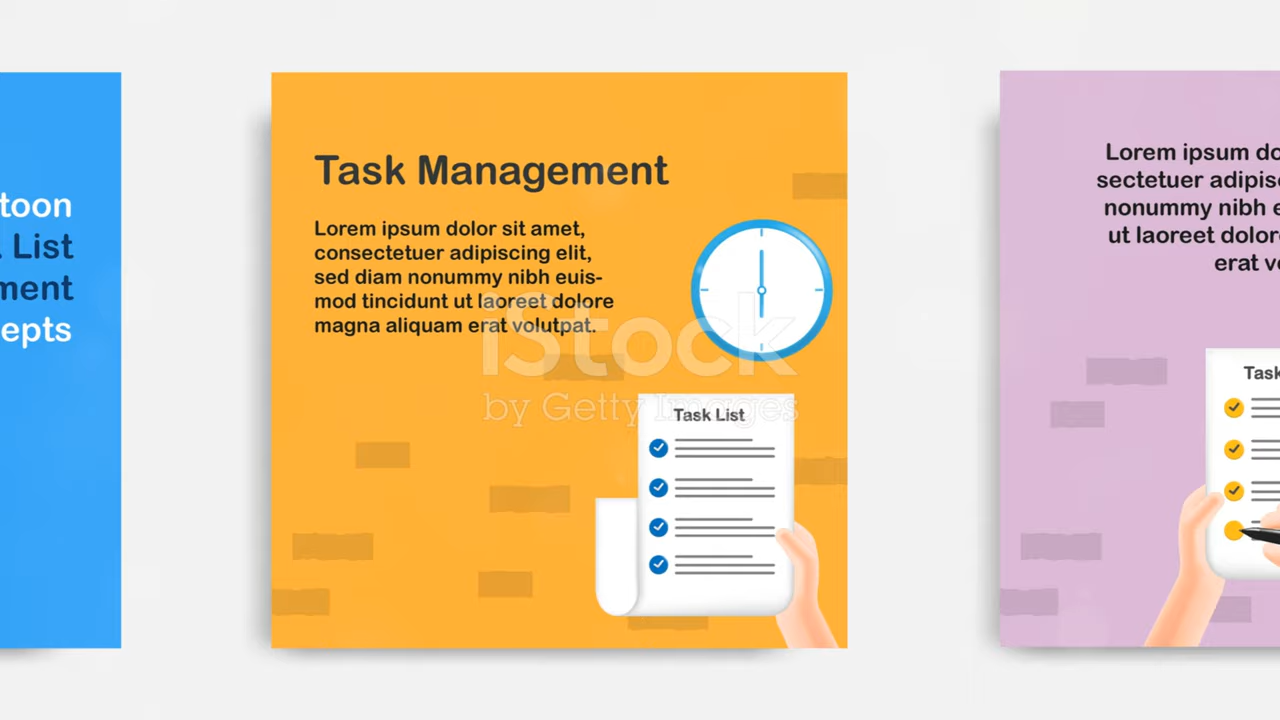 toon
List
ment
epts
Task Management
Lorem ipsum dolor sit amet,
consectetuer adipiscing elit,
sed diam nonummy nibh euis-
mod tincidunt ut laoreet dolore
magna aliquam erat volutpat.
iStock
by Getty Images
Task List
Lorem ipsum do
sectetuer adipis
nonummy nibh e
ut laoreet dolor
erat v
Task